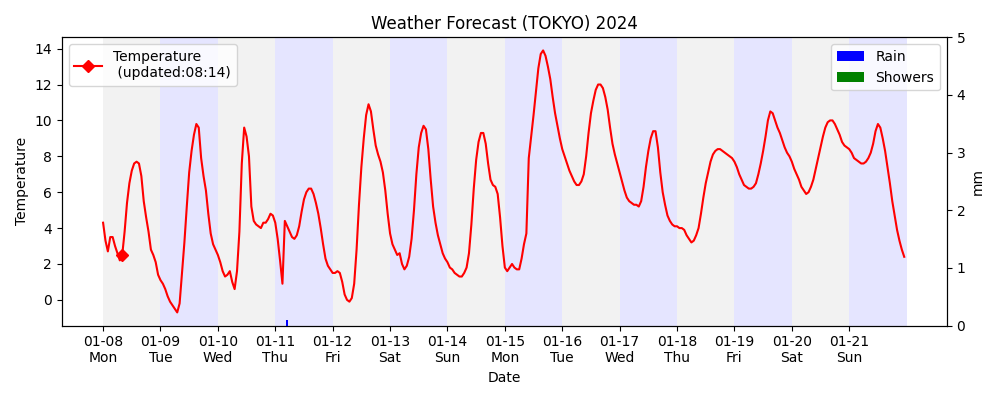 Weather Forecast (TOKYO) 2024
Temperature
(updated:08:14)
Rain
Showers
14
12
10
8
6
4
2
0
Temperature
5
4
3
2
1
0
mm
01-08 01-09 01-10 01-11 01-12 01-13 01-14 01-15 01-16 01-17 01-18 01-19 01-20 01-21
Mon Tue Wed Thu Fri Sat Sun Mon Tue Wed Thu Fri Sat Sun
Date